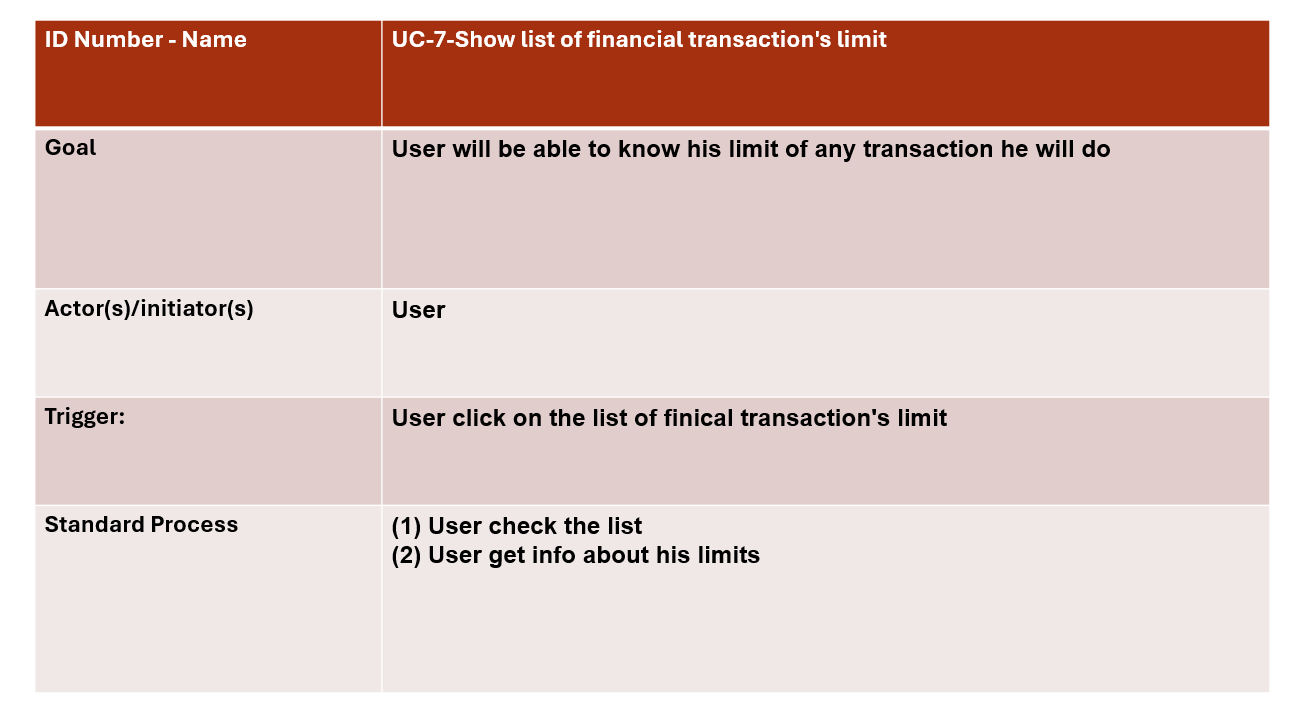 ID Number - Name
UC-7-Show list of financial transaction's limit
Goal
User will be able to know his limit of any transaction he will do
Actor(s)/initiator(s)
User
Trigger:
User click on the list of finical transaction's limit
Standard Process
(1) User check the list
(2) User get info about his limits